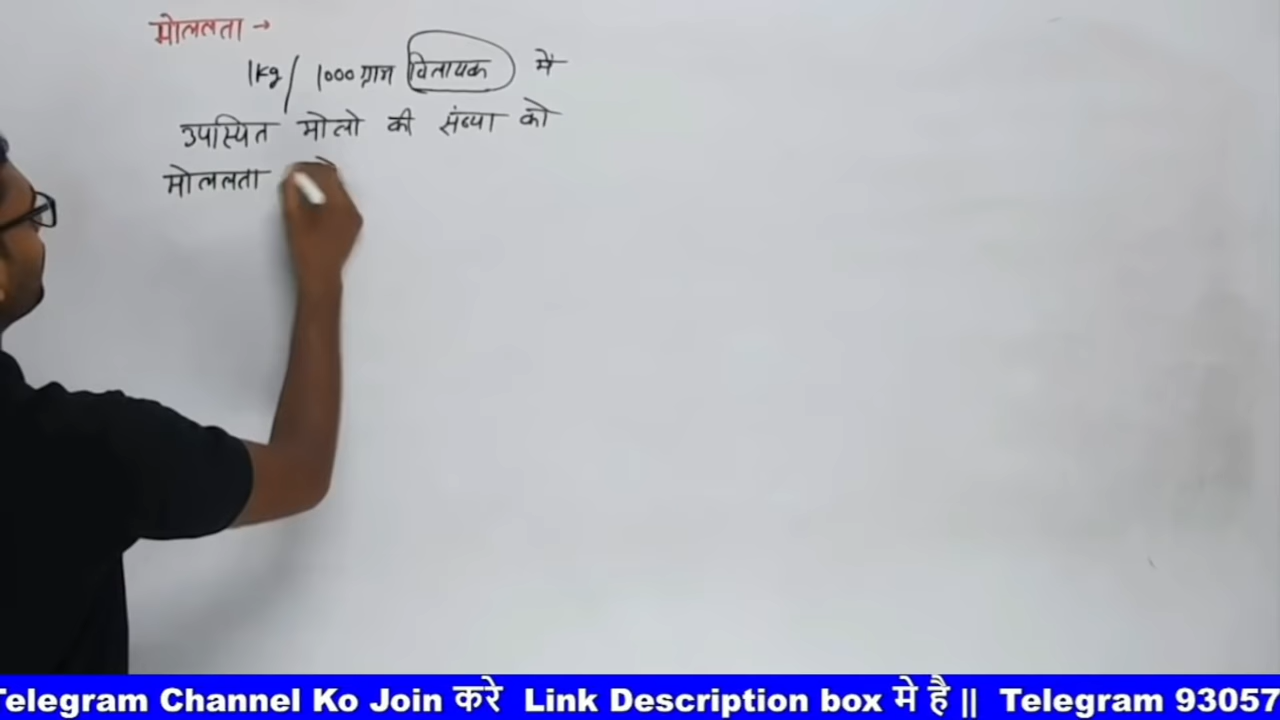 मोललता →
1kg/ 1000 ग्राम विलायक में
उपस्थित मोलो की संख्या को
मोललता
Telegram Channel Ko Join करे Link Description box मे है || Telegram 93057